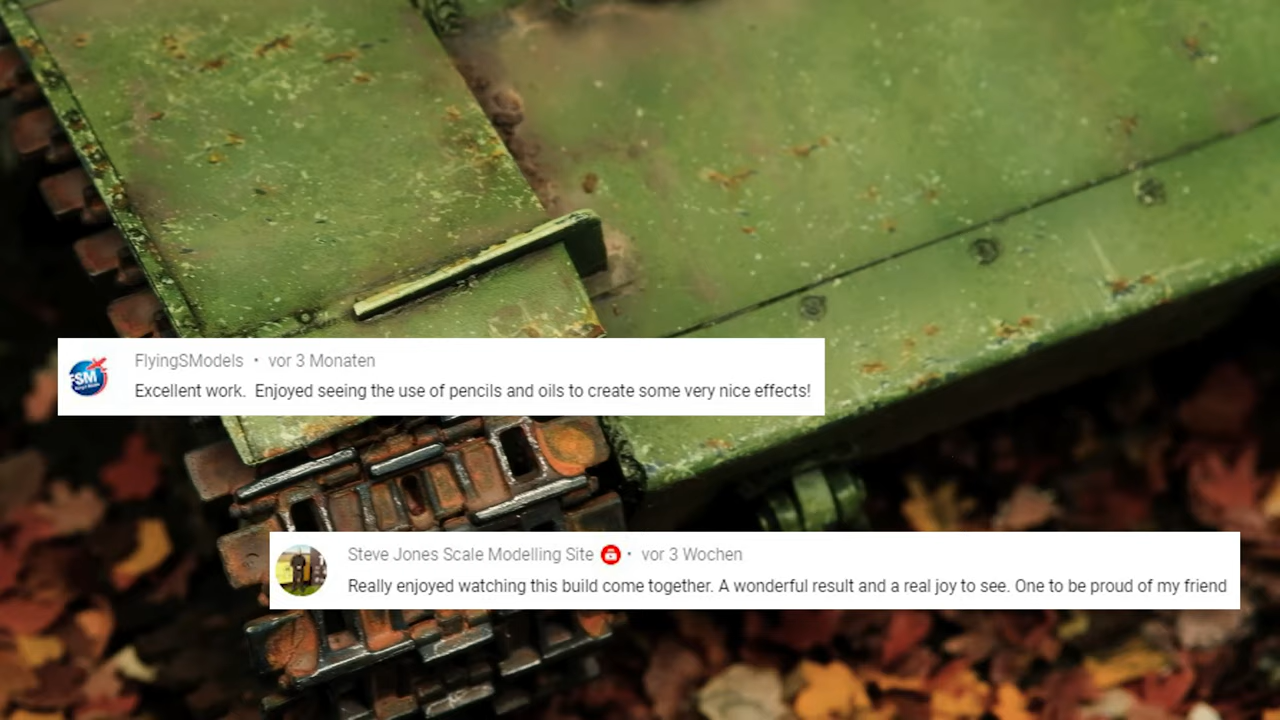 FlyingSModels • vor 3 Monaten
Excellent work. Enjoyed seeing the use of pencils and oils to create some very nice effects!
FSM
Steve Jones Scale Modelling Site • vor 3 Wochen
Really enjoyed watching this build come together. A wonderful result and a real joy to see. One to be proud of my friend